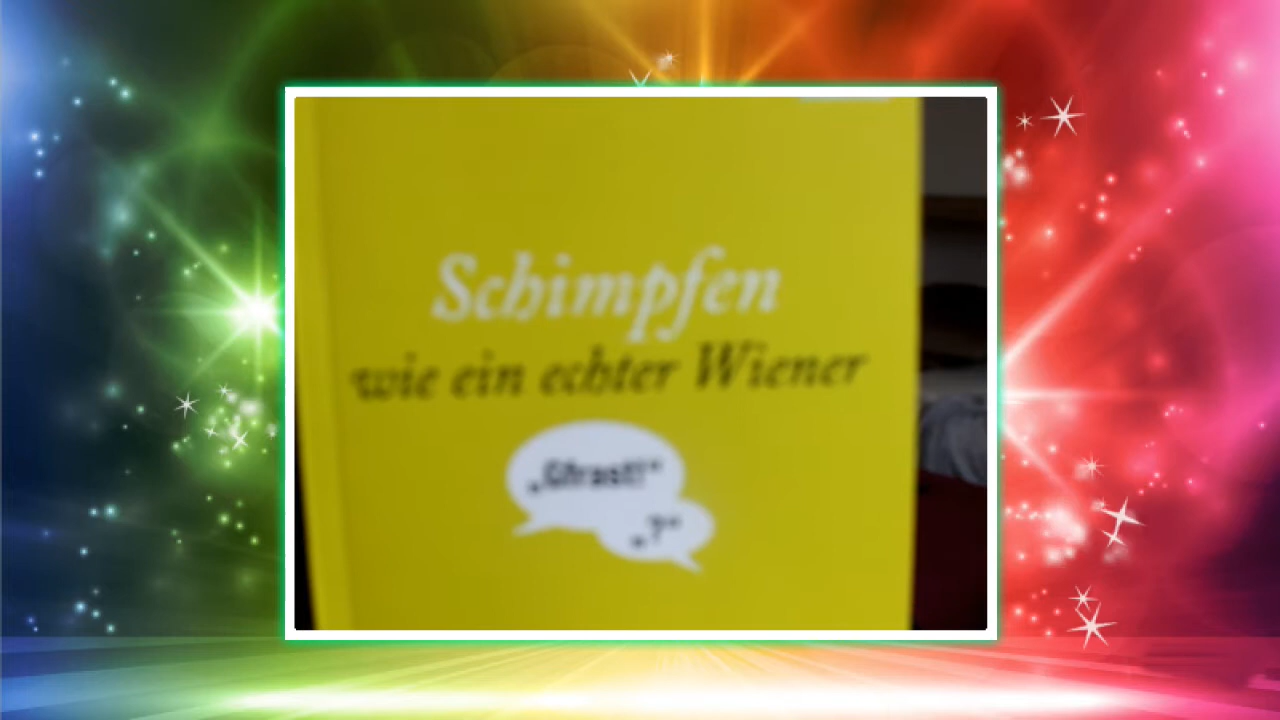 Schimpfen
wie ein echter Wiener
„Gfrast!“
„?“